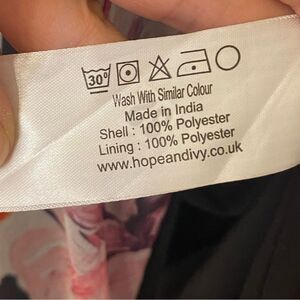 30°
Wash With Similar Colour
Made in India
Shell : 100% Polyester
Lining : 100% Polyester
www.hopeandivy.co.uk